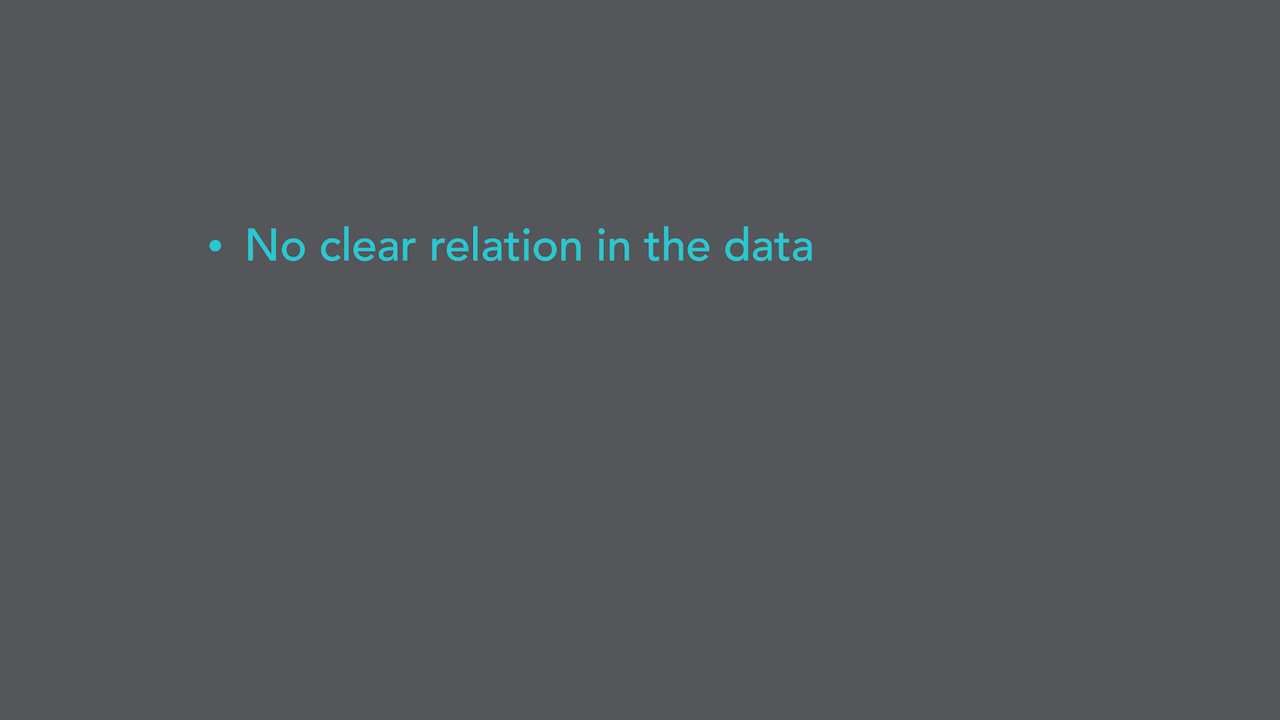 • No clear relation in the data